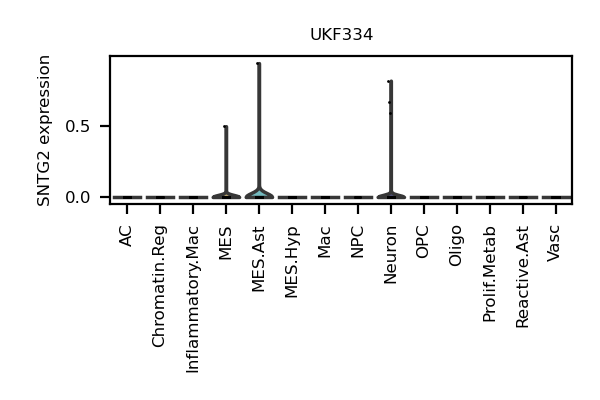 UKF334
SNTG2 expression
0.5
0.0
AC
Chromatin.Reg
Inflammatory.Mac
MES
MES.Ast
MES.Hyp
Mac
NPC
Neuron
OPC
Oligo
Prolif.Metab
Reactive.Ast
Vasc